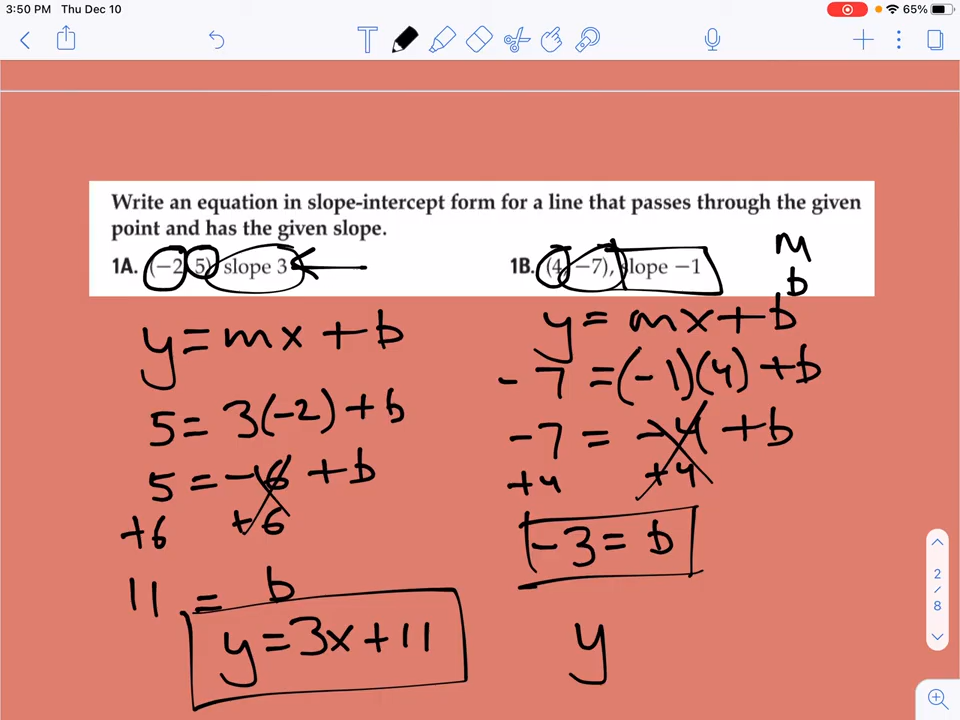 3:50 PM Thu Dec 10
65%
T
Write an equation in slope-intercept form for a line that passes through the given
point and has the given slope.
1A. (−2, 5), slope 3
1B. (4, −7), slope −1
m
b
y = mx + b
5 = 3(-2) + b
5 = -6 + b
+6 +6
11 = b
y = 3x + 11
y = mx + b
-7 = (-1)(4) + b
-7 = -4 + b
+4 +4
-3 = b
y
2
/
8